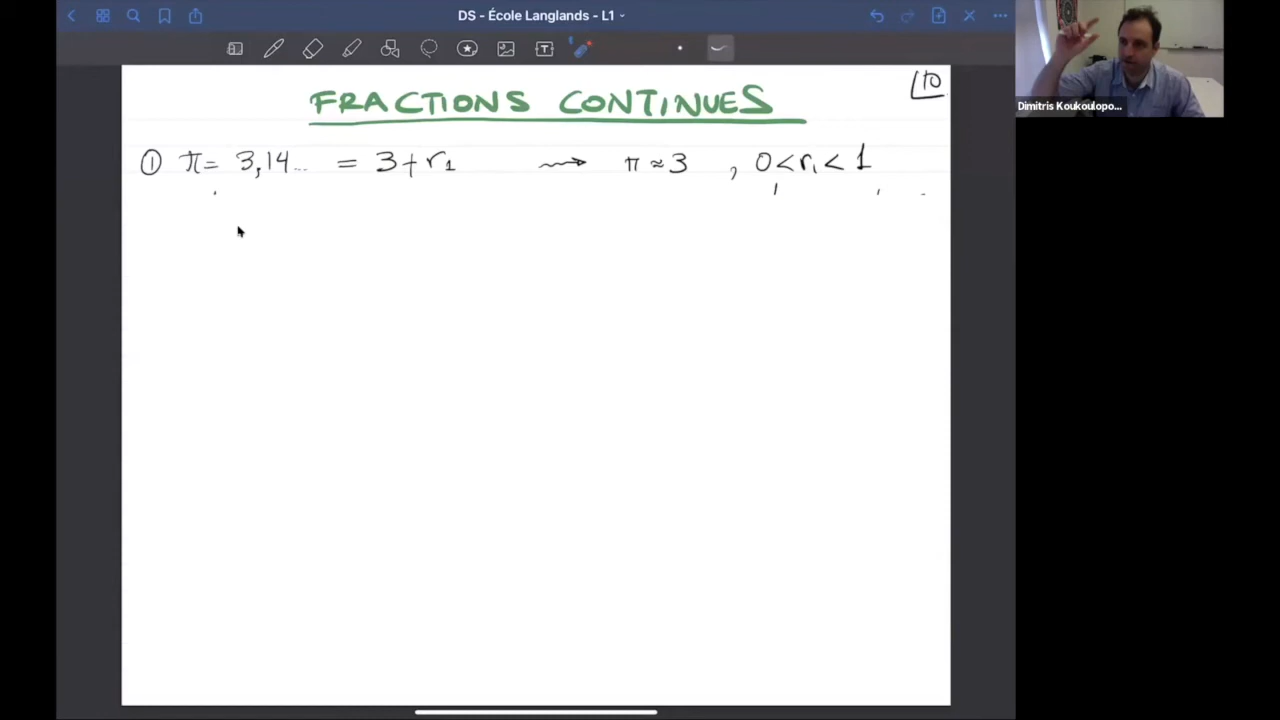 DS - École Langlands - L1
10
FRACTIONS CONTINUES
① π = 3,14... = 3 + r₁ ⟿ π ≈ 3 , 0 < r₁ < 1
Dimitris Koukoulopo...